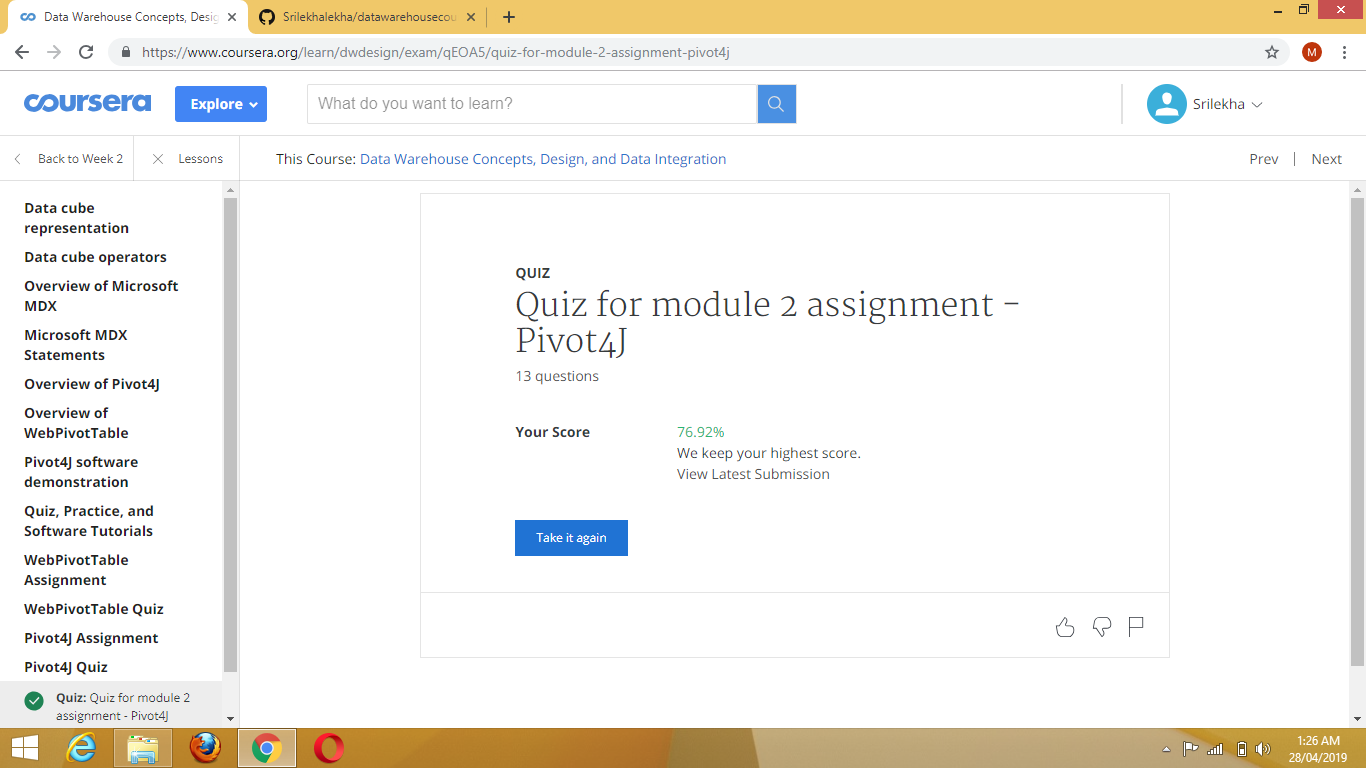 Data Warehouse Concepts, Desig
Srilekhalekha/datawarehousecou
https://www.coursera.org/learn/dwdesign/exam/qEOA5/quiz-for-module-2-assignment-pivot4j
M
coursera
Explore
What do you want to learn?
Srilekha
Back to Week 2
Lessons
This Course: Data Warehouse Concepts, Design, and Data Integration
Prev | Next
Data cube
representation
Data cube operators
Overview of Microsoft
MDX
Microsoft MDX
Statements
Overview of Pivot4J
Overview of
WebPivotTable
Pivot4J software
demonstration
Quiz, Practice, and
Software Tutorials
WebPivotTable
Assignment
WebPivotTable Quiz
Pivot4J Assignment
Pivot4J Quiz
Quiz: Quiz for module 2
assignment - Pivot4J
QUIZ
Quiz for module 2 assignment -
Pivot4J
13 questions
Your Score
76.92%
We keep your highest score.
View Latest Submission
Take it again
1:26 AM
28/04/2019